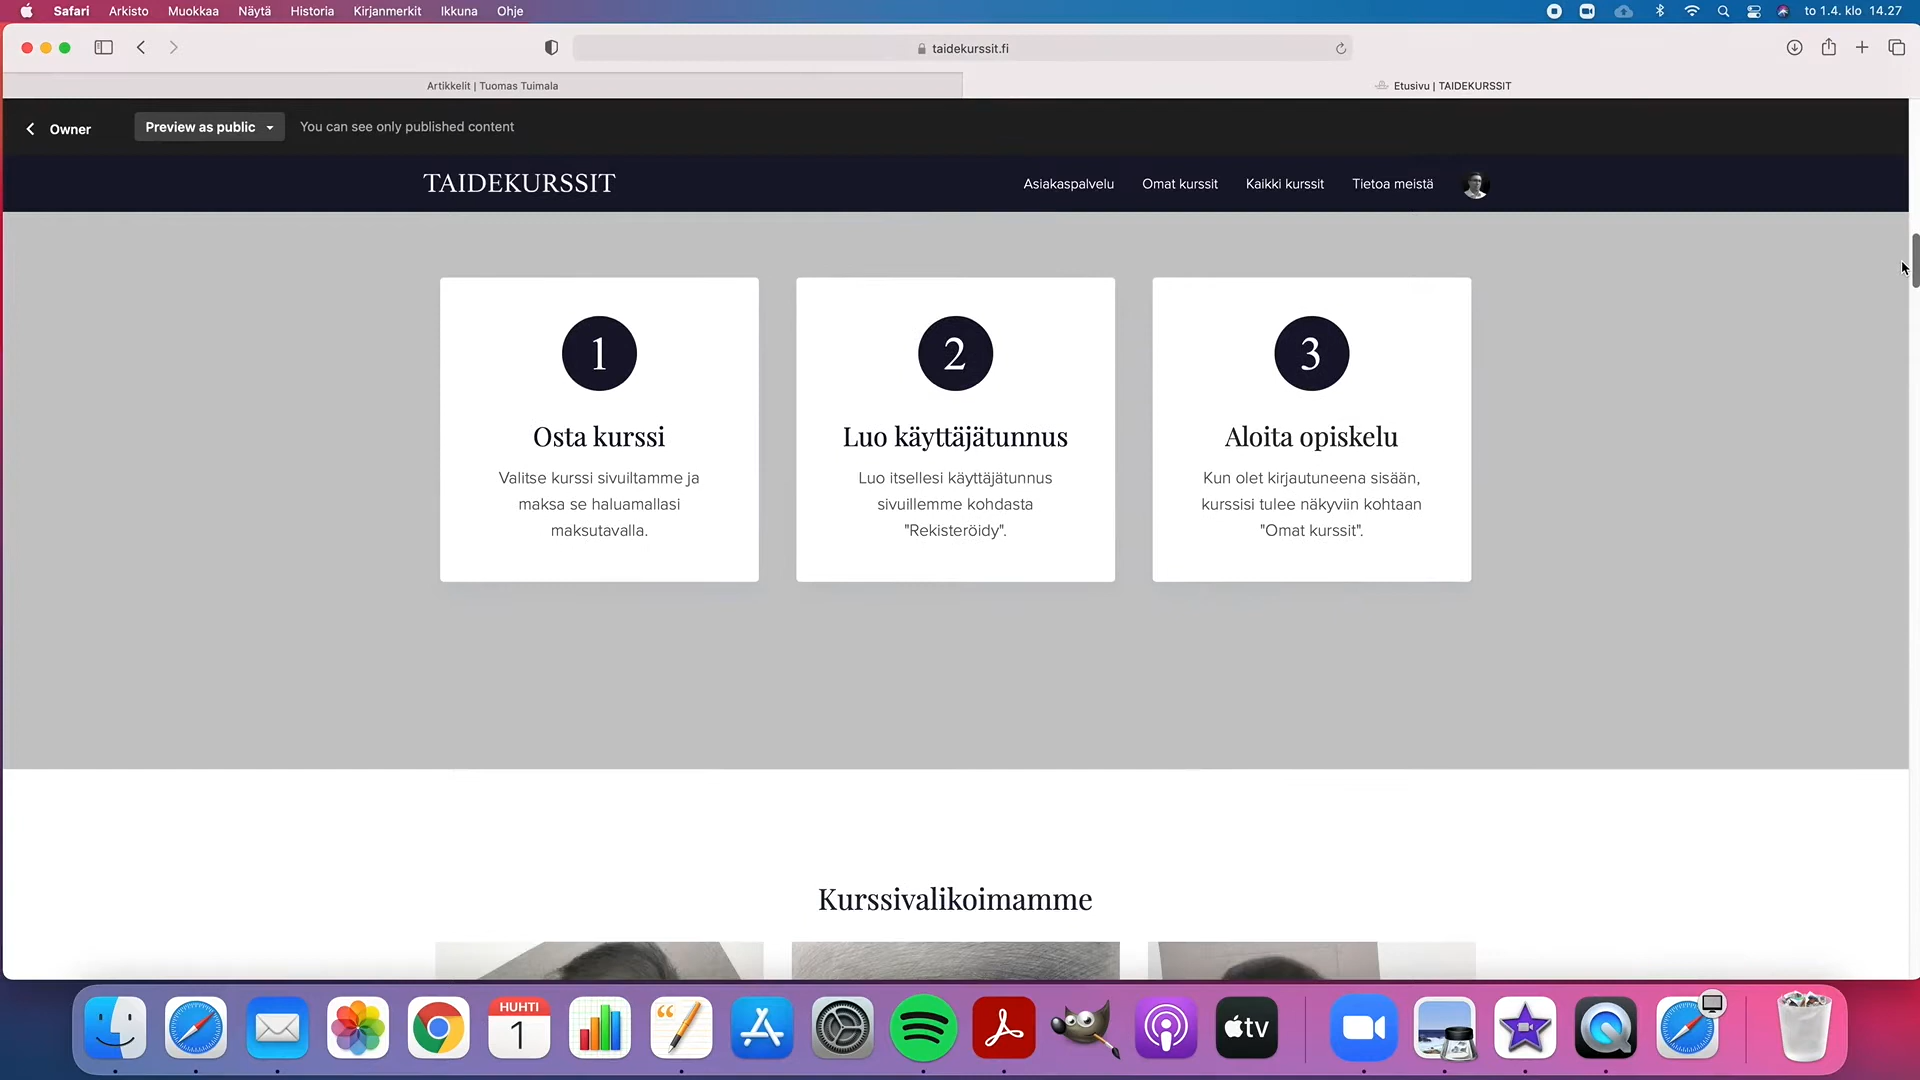 Safari Arkisto Muokkaa Näytä Historia Kirjanmerkit Ikkuna Ohje to 1.4. klo 14.27
taidekurssit.fi
Artikkelit | Tuomas Tuimala
Etusivu | TAIDEKURSSIT
Owner Preview as public You can see only published content
TAIDEKURSSIT Asiakaspalvelu Omat kurssit Kaikki kurssit Tietoa meistä
1
Osta kurssi
Valitse kurssi sivuiltamme ja
maksa se haluamallasi
maksutavalla.
2
Luo käyttäjätunnus
Luo itsellesi käyttäjätunnus
sivuillemme kohdasta
"Rekisteröidy".
3
Aloita opiskelu
Kun olet kirjautuneena sisään,
kurssisi tulee näkyviin kohtaan
"Omat kurssit".
Kurssivalikoimamme
HUHTI
1
tv